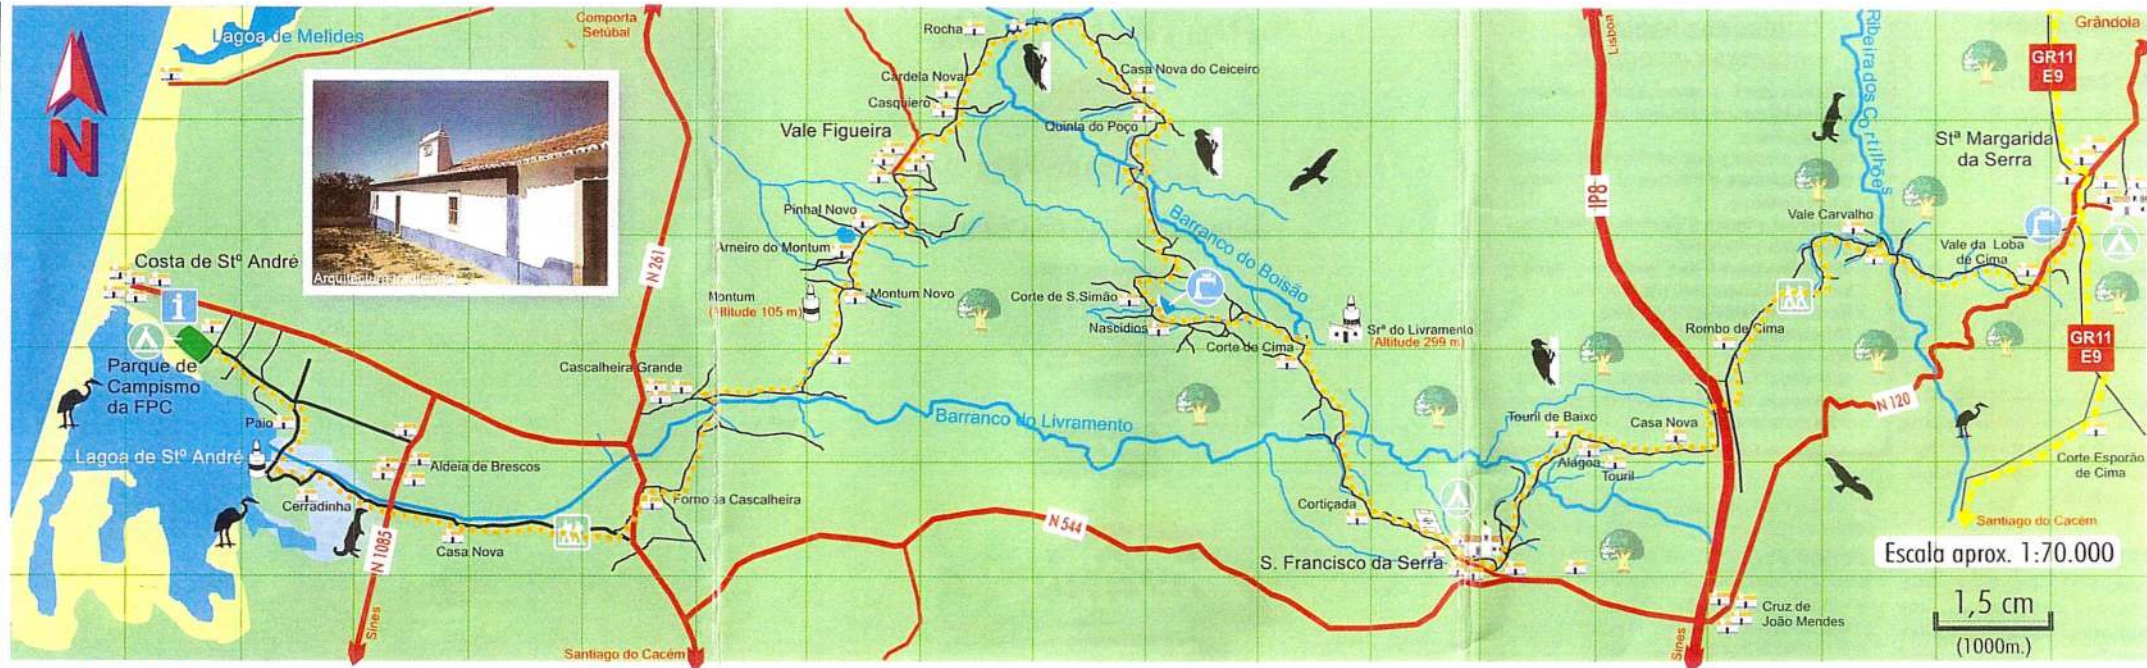 Lagoa de Melides
N
Comporta
Setúbal
Rocha
Casa Nova do Ceiceiro
Cardela Nova
Casquiero
Vale Figueira
Quinta do Poço
Lisboa
Ribeira dos Cortilhões
Grândola
GR11
E9
Stª Margarida
da Serra
Costa de Stº André
i
N 261
Pinhal Novo
Arneiro do Montum
Montum
(Altitude 105 m)
Montum Novo
Barranco do Boisão
Corte de S.Simão
Nascidios
Corte de Cima
Srª do Livramento
(Altitude 299 m)
IP8
Vale Carvalho
Vale da Loba
de Cima
Rombo de Cima
GR11
E9
Parque de
Campismo
da FPC
Paio
Lagoa de Stº André
Cascalheira Grande
Barranco do Livramento
Touril de Baixo
Casa Nova
N 120
Aldeia de Brescos
Cerradinha
Casa Nova
Forno da Cascalheira
N 1085
Alagoa
Touril
Corte Esporão
de Cima
Cortiçada
N 544
Santiago do Cacém
S. Francisco da Serra
Escala aprox. 1:70.000
1,5 cm
(1000m.)
Cruz de
João Mendes
Sines
Santiago do Cacém
Sines